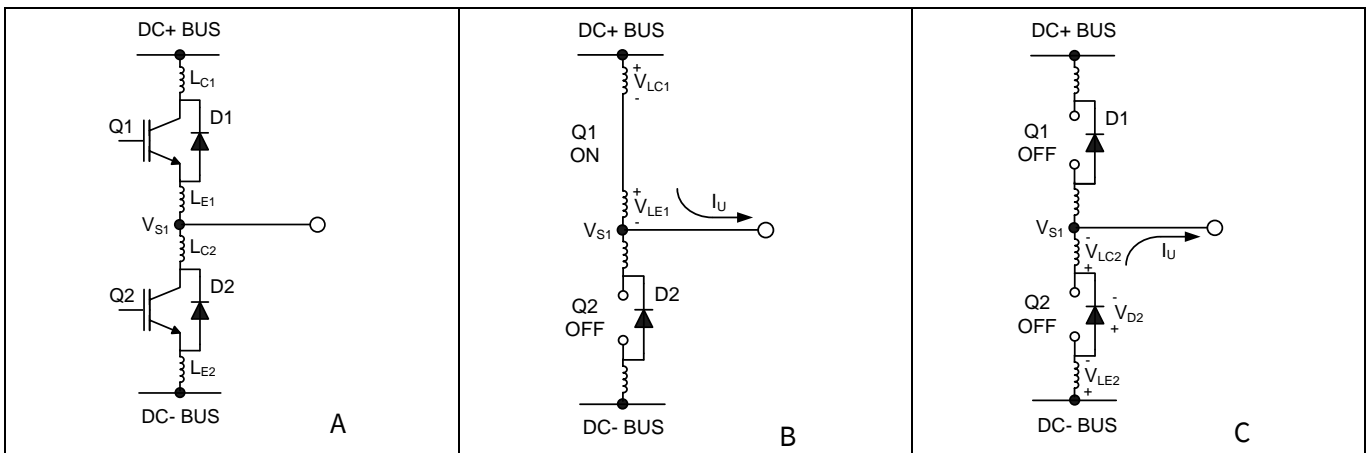 DC+ BUS
LC1
D1
Q1
LE1
VS1
LC2
D2
Q2
LE2
DC- BUS
A
DC+ BUS
+
VLC1
-
Q1
ON
+
VLE1
-
IU
VS1
D2
Q2
OFF
DC- BUS
B
DC+ BUS
D1
Q1
OFF
VS1
-
VLC2
+
IU
Q2
OFF
-
VD2
+
-
VLE2
+
DC- BUS
C